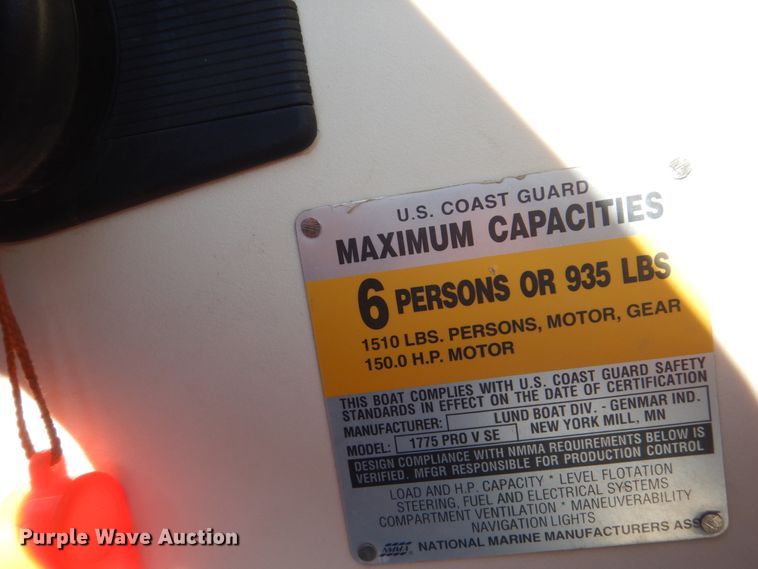 U.S. COAST GUARD
MAXIMUM CAPACITIES
6 PERSONS OR 935 LBS
1510 LBS. PERSONS, MOTOR, GEAR
150.0 H.P. MOTOR
THIS BOAT COMPLIES WITH U.S. COAST GUARD SAFETY
STANDARDS IN EFFECT ON THE DATE OF CERTIFICATION
MANUFACTURER: LUND BOAT DIV. - GENMAR IND.
NEW YORK MILL, MN
MODEL: 1775 PRO V SE
DESIGN COMPLIANCE WITH NMMA REQUIREMENTS BELOW IS
VERIFIED. MFGR RESPONSIBLE FOR PRODUCTION CONTROL
LOAD AND H.P. CAPACITY * LEVEL FLOTATION
STEERING, FUEL AND ELECTRICAL SYSTEMS
COMPARTMENT VENTILATION * MANEUVERABILITY
NAVIGATION LIGHTS
NMMA ® NATIONAL MARINE MANUFACTURERS ASS
Purple Wave Auction